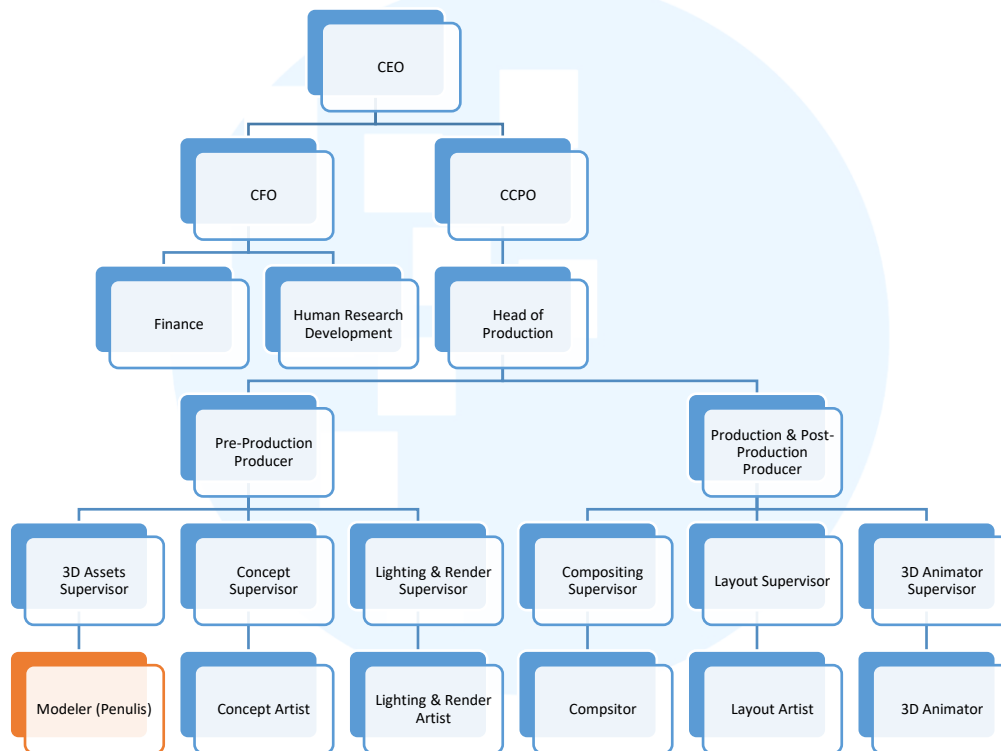 CEO
CFO
CCPO
Finance
Human Research
Development
Head of
Production
Pre-Production
Producer
Production & Post-
Production
Producer
3D Assets
Supervisor
Concept
Supervisor
Lighting & Render
Supervisor
Compositing
Supervisor
Layout Supervisor
3D Animator
Supervisor
Modeler (Penulis)
Concept Artist
Lighting & Render
Artist
Compsitor
Layout Artist
3D Animator